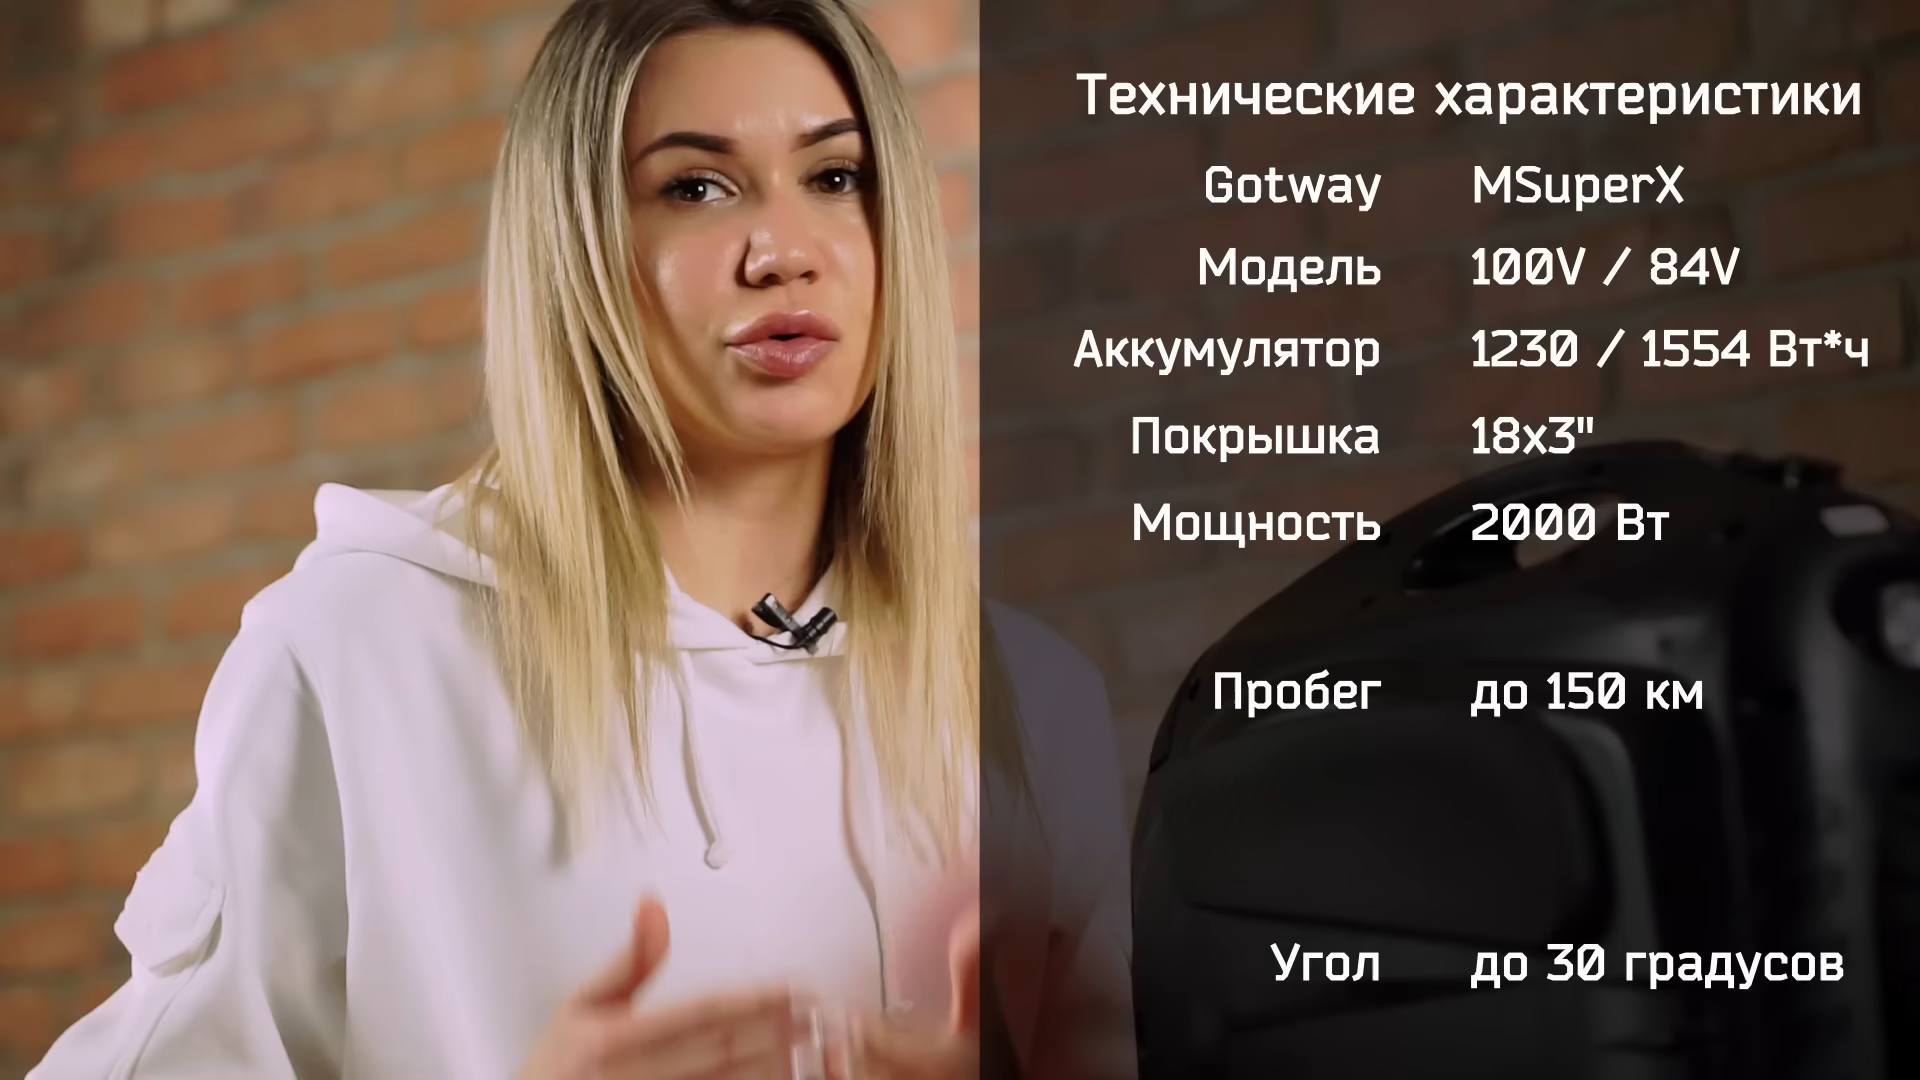 Технические характеристики
Gotway MSuperX
Модель 100V / 84V
Аккумулятор 1230 / 1554 Вт*ч
Покрышка 18x3"
Мощность 2000 Вт
Пробег до 150 км
Угол до 30 градусов